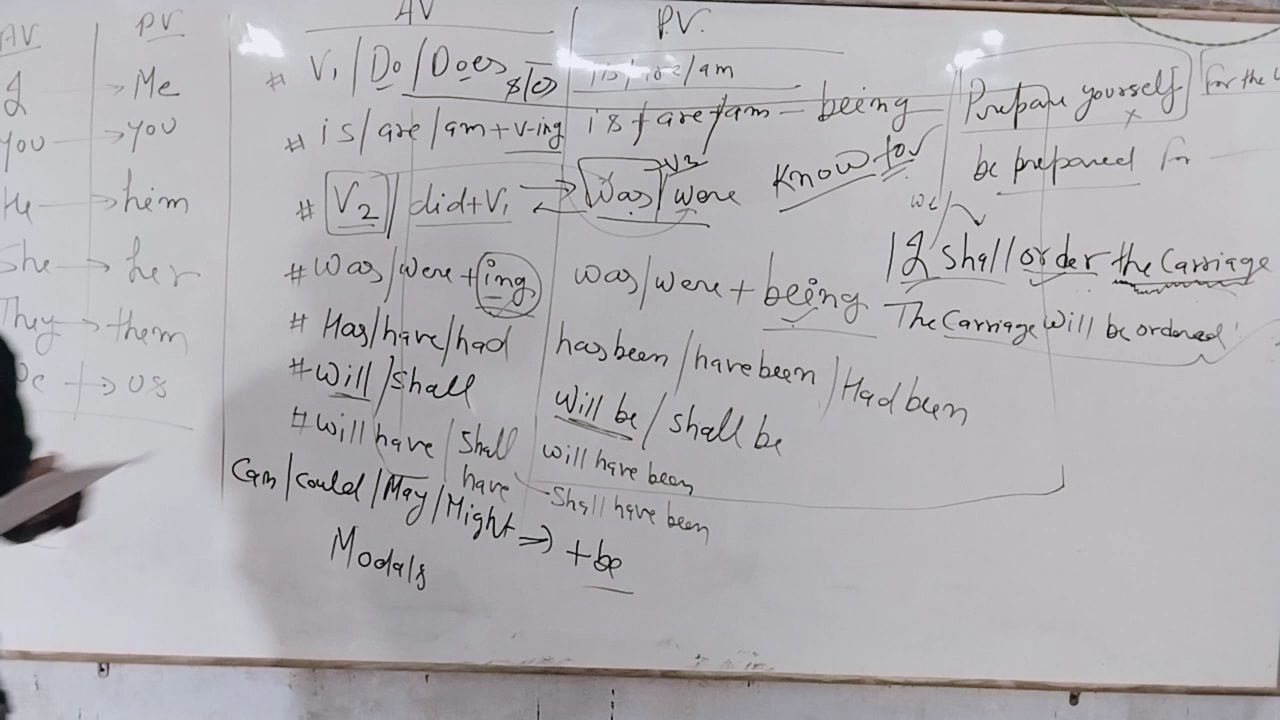 AV PV
I → Me
You → you
He → him
She → her
They → them
→ us
AV P.V.
# V1/Do/Does s/es is/are/am
# is/are/am+v-ing is/are/am - being
# V2/did+V1 → was/were V3
# was/were+ing was/were + being
# Has/have/had has been/have been/Had been
# Will/Shall Will be/shall be
# Will have/Shall have will have been
Shall have been
Can/Could/May/Might ⇒ +be
Modals
Know to
Prepare yourself for the
×
be prepared for
we
I shall order the Carriage
The Carriage will be ordered